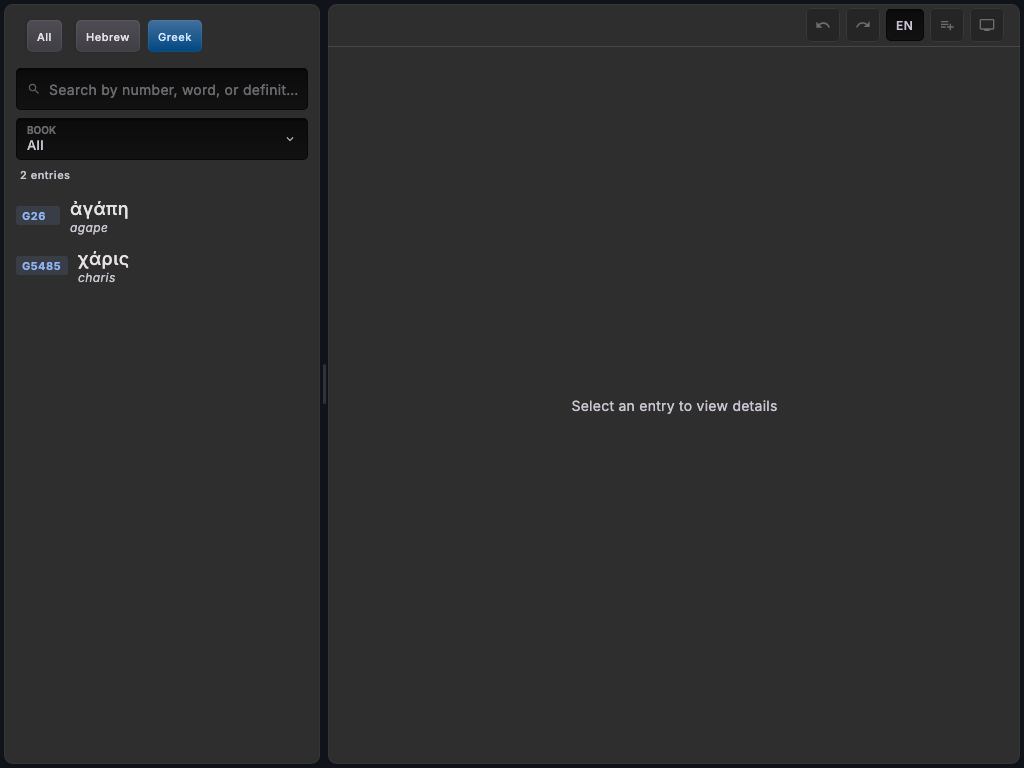 All
Hebrew
Greek
Search by number, word, or definit...
BOOK
All
2 entries
G26
ἀγάπη
agape
G5485
χάρις
charis
EN
Select an entry to view details